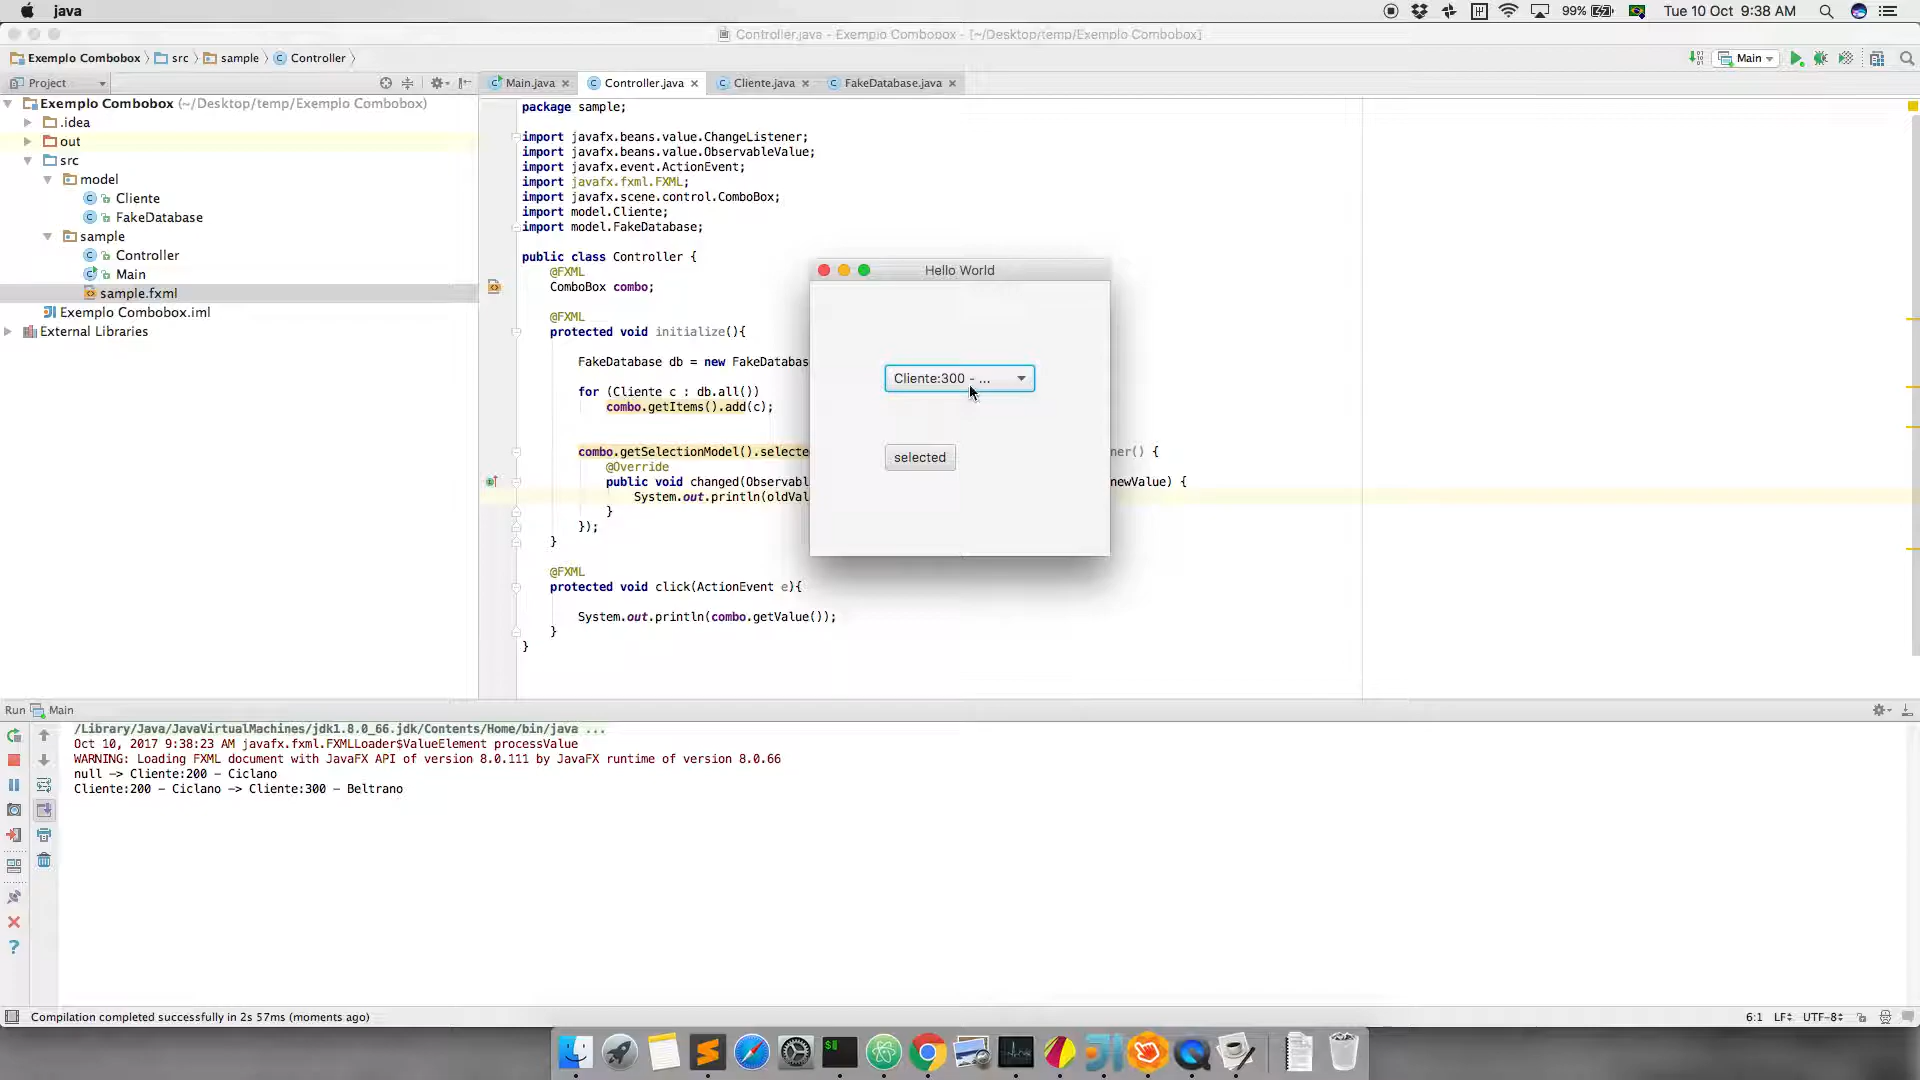 java
99%
Tue 10 Oct 9:38 AM
Controller.java - Exemplo Combobox - [~/Desktop/temp/Exemplo Combobox]
Exemplo Combobox
src
sample
Controller
Main
Project
Main.java
Controller.java
Cliente.java
FakeDatabase.java
Exemplo Combobox (~/Desktop/temp/Exemplo Combobox)
.idea
out
src
model
Cliente
FakeDatabase
sample
Controller
Main
sample.fxml
Exemplo Combobox.iml
External Libraries
package sample;
import javafx.beans.value.ChangeListener;
import javafx.beans.value.ObservableValue;
import javafx.event.ActionEvent;
import javafx.fxml.FXML;
import javafx.scene.control.ComboBox;
import model.Cliente;
import model.FakeDatabase;
public class Controller {
@FXML
ComboBox combo;
@FXML
protected void initialize(){
FakeDatabase db = new FakeDatabas
for (Cliente c : db.all())
combo.getItems().add(c);
combo.getSelectionModel().selecte
ner() {
@Override
public void changed(Observabl
newValue) {
System.out.println(oldVal
}
});
}
@FXML
protected void click(ActionEvent e){
System.out.println(combo.getValue());
}
}
Hello World
Cliente:300 - ...
selected
Run
Main
/Library/Java/JavaVirtualMachines/jdk1.8.0_66.jdk/Contents/Home/bin/java ...
Oct 10, 2017 9:38:23 AM javafx.fxml.FXMLLoader$ValueElement processValue
WARNING: Loading FXML document with JavaFX API of version 8.0.111 by JavaFX runtime of version 8.0.66
null -> Cliente:200 - Ciclano
Cliente:200 - Ciclano -> Cliente:300 - Beltrano
Compilation completed successfully in 2s 57ms (moments ago)
6:1
LF
UTF-8